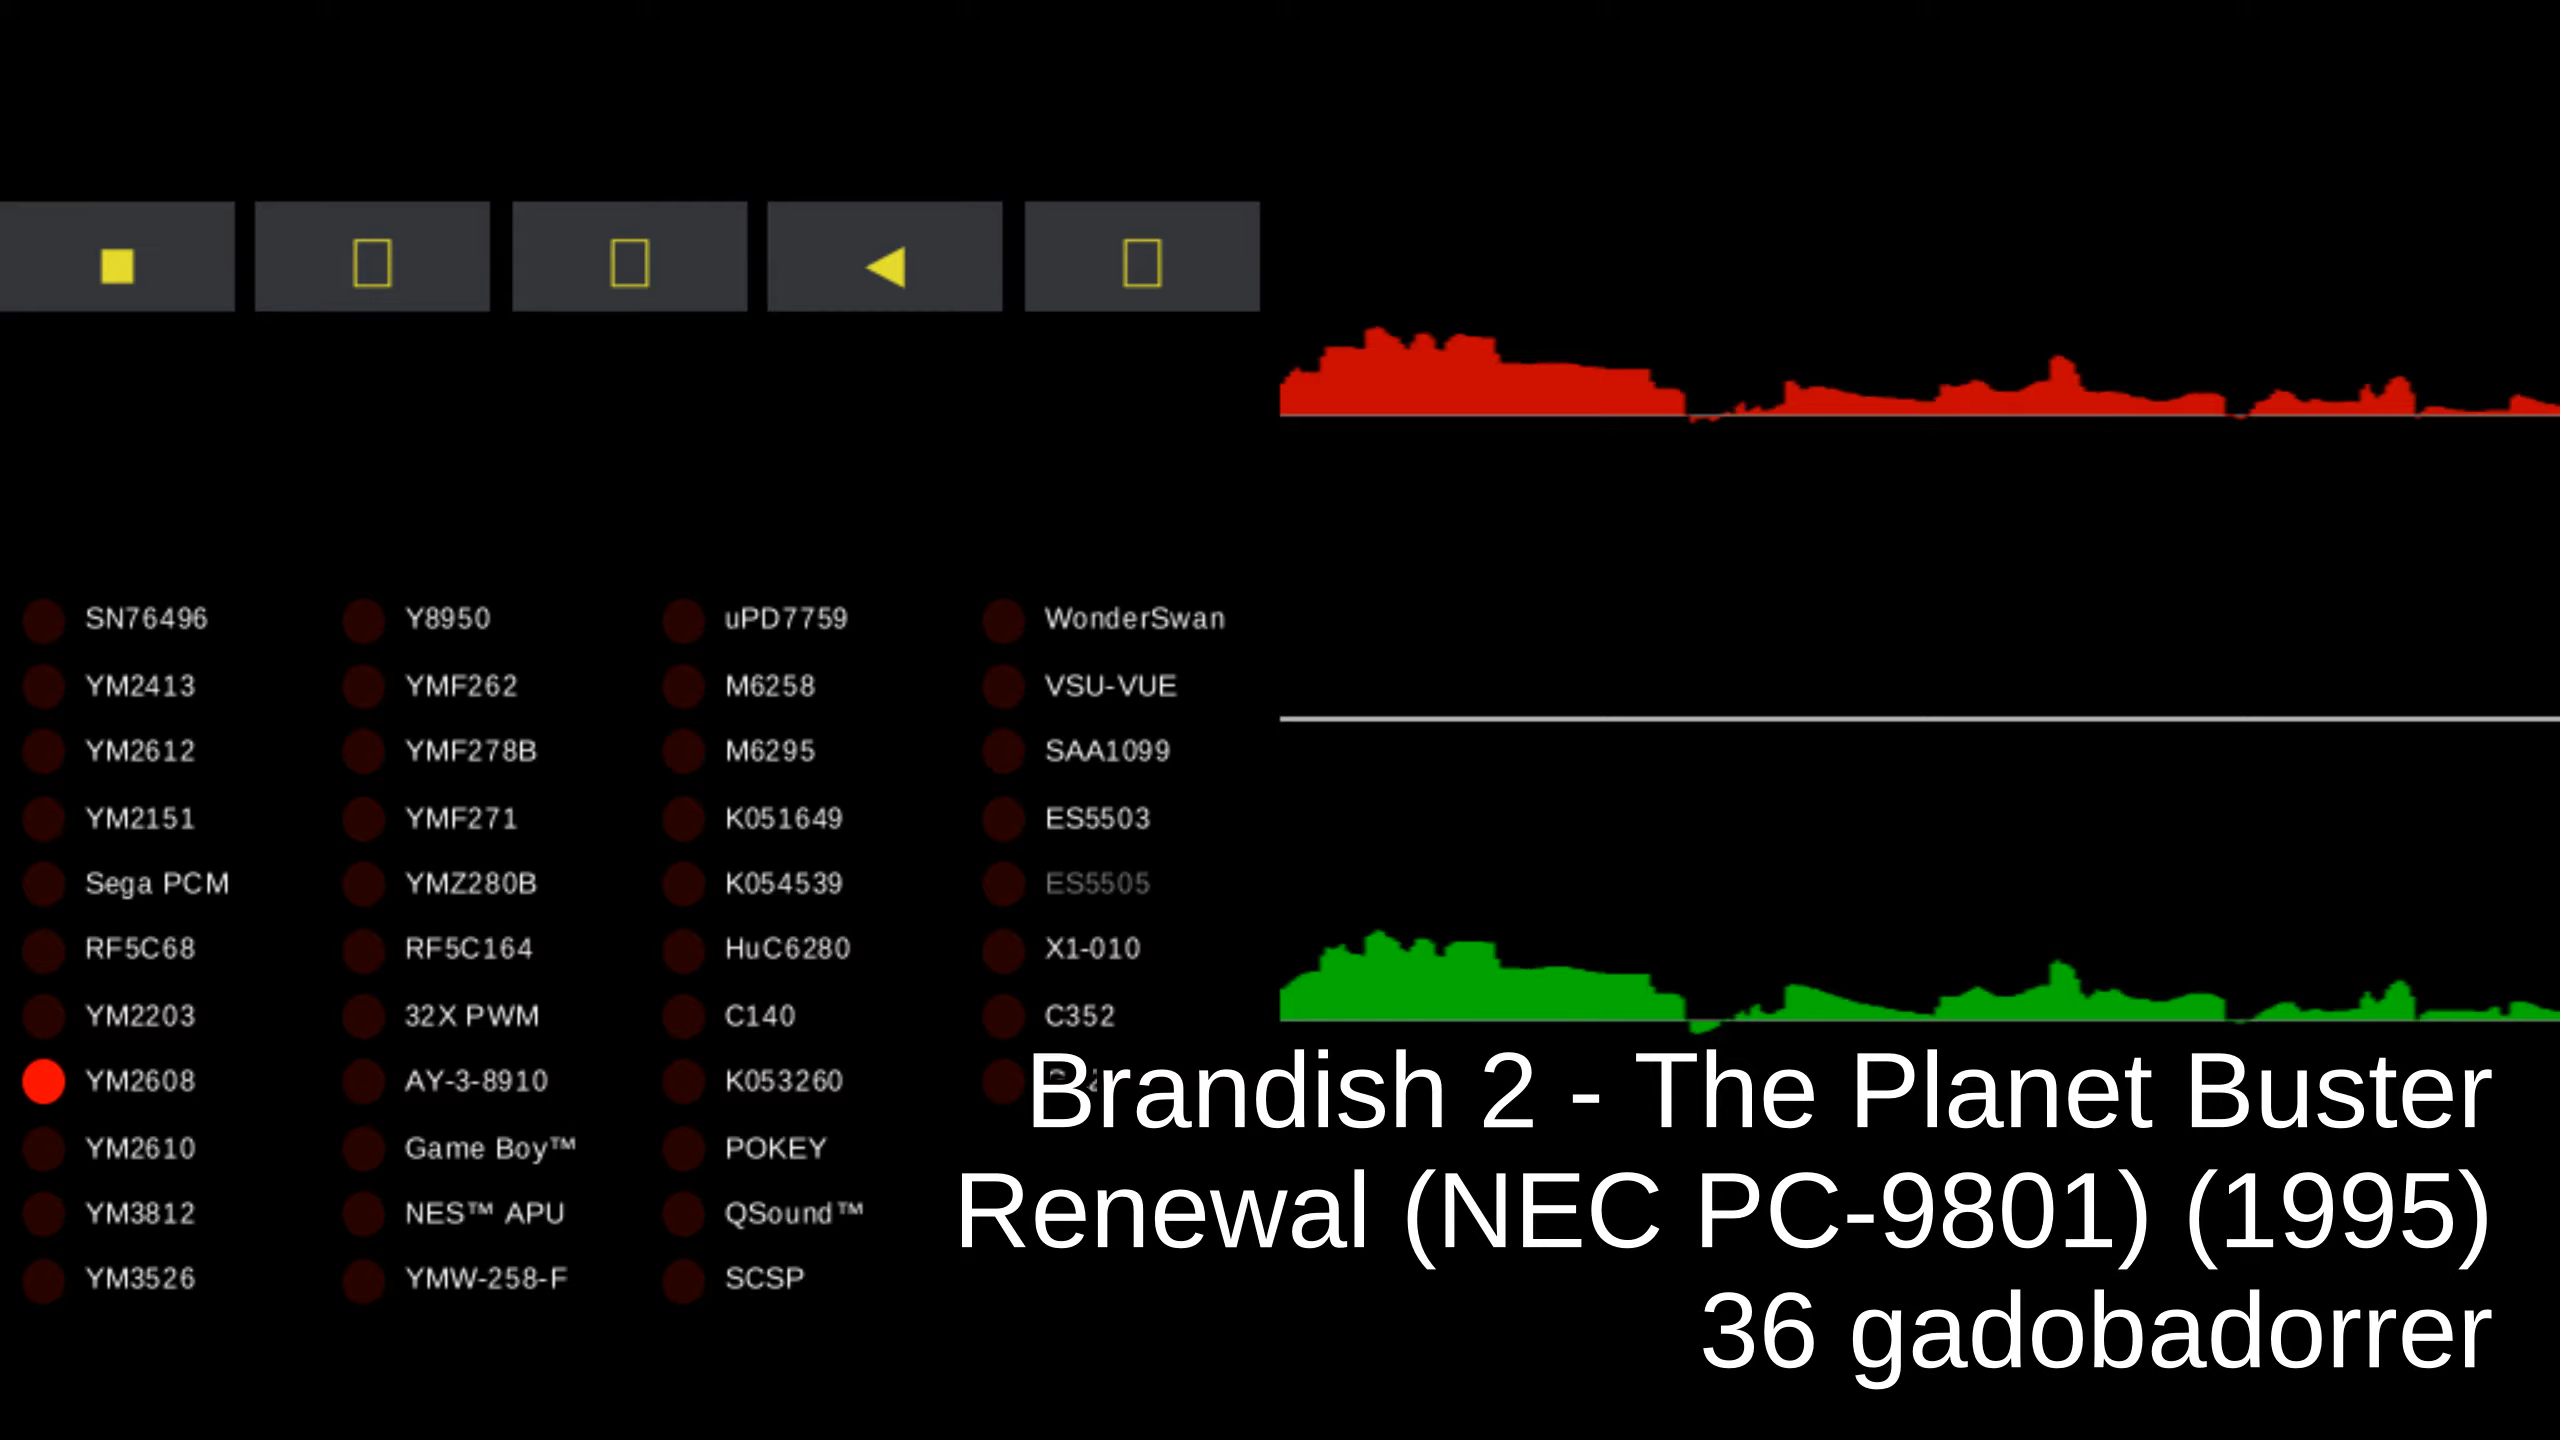 SN76496
YM2413
YM2612
YM2151
Sega PCM
RF5C68
YM2203
YM2608
YM2610
YM3812
YM3526
Y8950
YMF262
YMF278B
YMF271
YMZ280B
RF5C164
32X PWM
AY-3-8910
Game Boy™
NES™ APU
YMW-258-F
uPD7759
M6258
M6295
K051649
K054539
HuC6280
C140
K053260
POKEY
QSound™
SCSP
WonderSwan
VSU-VUE
SAA1099
ES5503
ES5505
X1-010
C352
Brandish 2 - The Planet Buster
Renewal (NEC PC-9801) (1995)
36 gadobadorrer